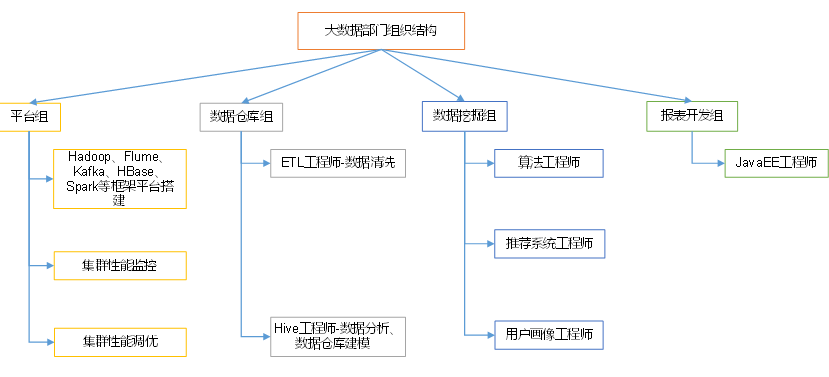 大数据部门组织结构
平台组
数据仓库组
数据挖掘组
报表开发组
Hadoop、Flume、
Kafka、HBase、
Spark等框架平台搭
建
ETL工程师-数据清先
算法工程师
JavaEE工程师
推荐系统工程师
集群性能监控
Hive工程师-数据分析、
数据仓库建模
用户画像工程师
集群性能调优